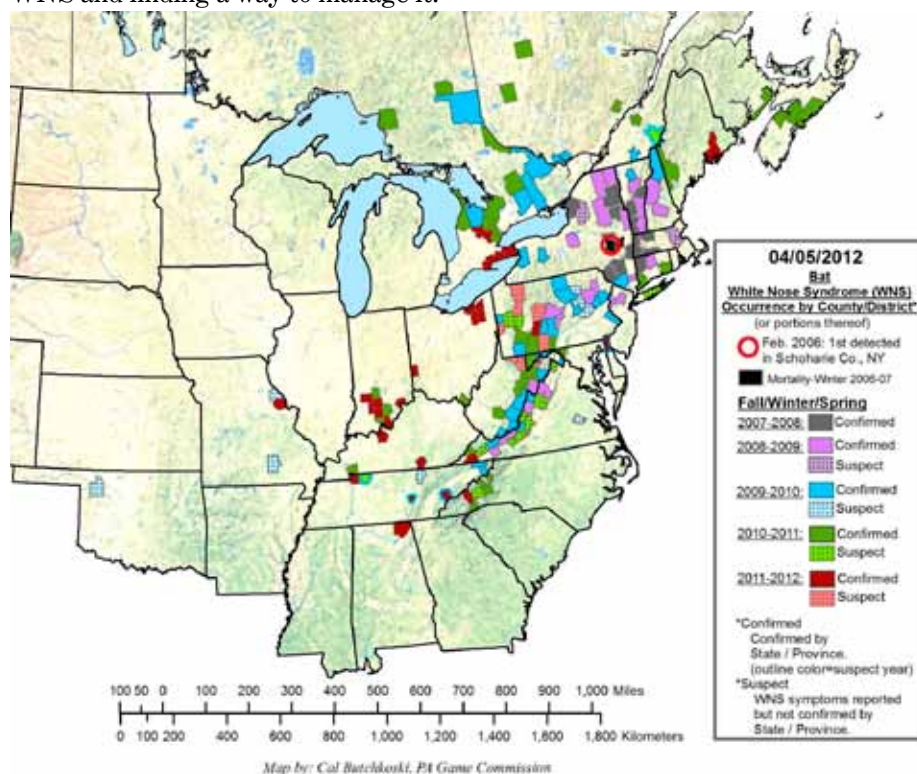 WNS and finding a way to manage it.
04/05/2012
Bat
White Nose Syndrome (WNS)
Occurrence by County/District
(or portions thereof)
Feb. 2006: 1st detected
in Schoharie Co., NY
Mortality-Winter 2006-07
Fall/Winter/Spring
2007-2008: Confirmed
2008-2009: Confirmed
Suspect
2009-2010: Confirmed
Suspect
2010-2011: Confirmed
Suspect
2011-2012: Confirmed
Suspect
*Confirmed
Confirmed by
State / Province.
(outline color=suspect year)
*Suspect
WNS symptoms reported
but not confirmed by
State / Province.
100 50 0 100 200 300 400 500 600 700 800 900 1,000 Miles
0 100 200 400 600 800 1,000 1,200 1,400 1,600 1,800 Kilometers
Map by: Cal Butchkoski, PA Game Commission